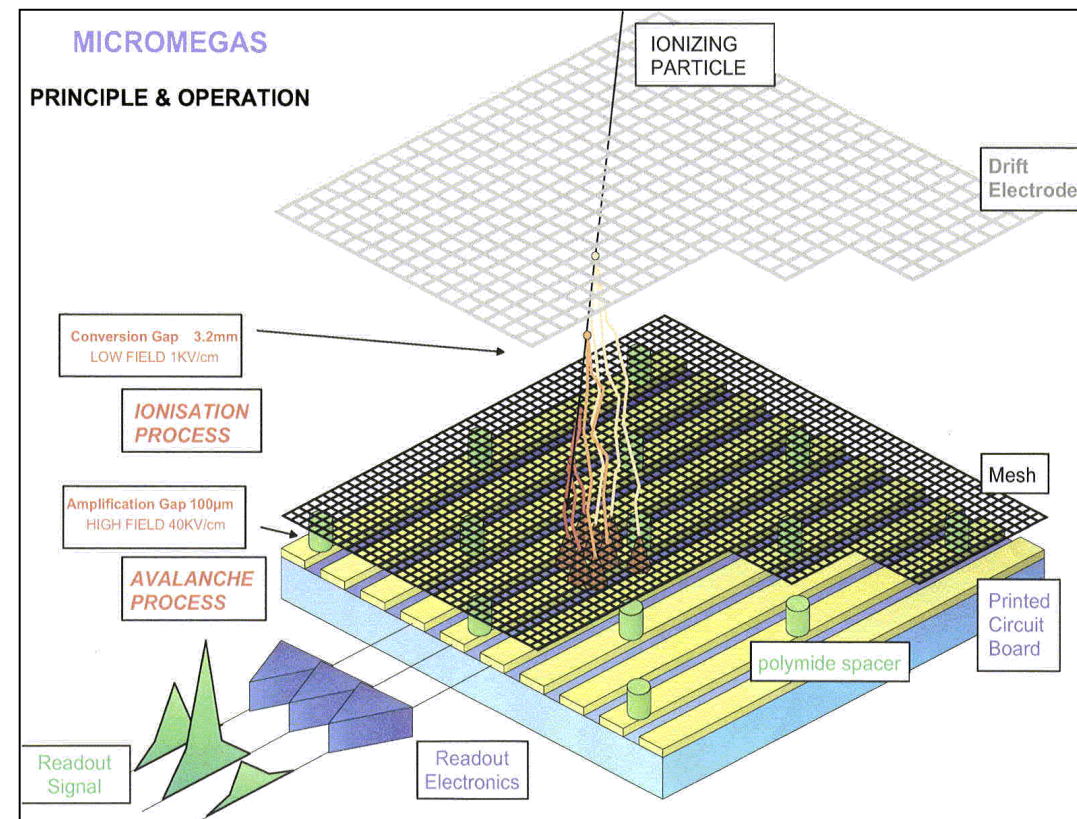 MICROMEGAS
PRINCIPLE & OPERATION
IONIZING
PARTICLE
Drift
Electrode
Conversion Gap 3.2mm
LOW FIELD 1KV/cm
IONISATION
PROCESS
Mesh
Amplification Gap 100µm
HIGH FIELD 40KV/cm
AVALANCHE
PROCESS
Printed
Circuit
Board
polymide spacer
Readout
Signal
Readout
Electronics